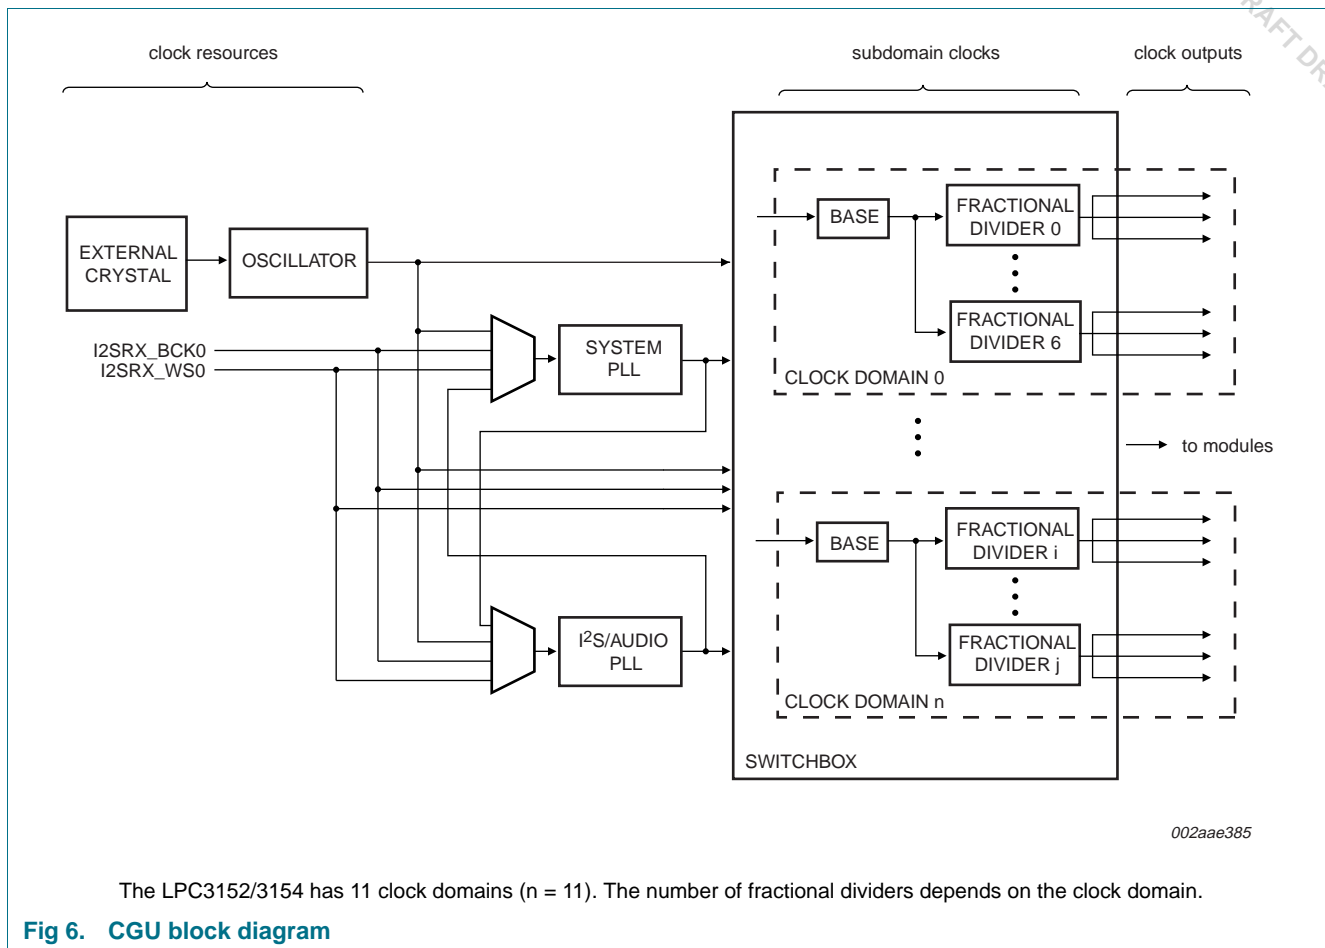 clock resources
subdomain clocks
clock outputs
EXTERNAL
CRYSTAL
OSCILLATOR
I2SRX_BCK0
I2SRX_WS0
SYSTEM
PLL
I2S/AUDIO
PLL
BASE
FRACTIONAL
DIVIDER 0
FRACTIONAL
DIVIDER 6
CLOCK DOMAIN 0
to modules
BASE
FRACTIONAL
DIVIDER i
FRACTIONAL
DIVIDER j
CLOCK DOMAIN n
SWITCHBOX
002aae385
The LPC3152/3154 has 11 clock domains (n = 11). The number of fractional dividers depends on the clock domain.
Fig 6. CGU block diagram